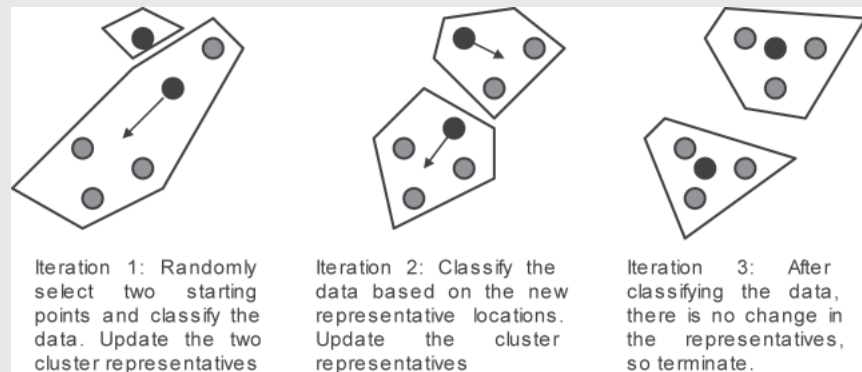 Iteration 1: Randomly
select two starting
points and classify the
data. Update the two
cluster representatives
Iteration 2: Classify the
data based on the new
representative locations.
Update the cluster
representatives
Iteration 3: After
classifying the data,
there is no change in
the representatives,
so terminate.